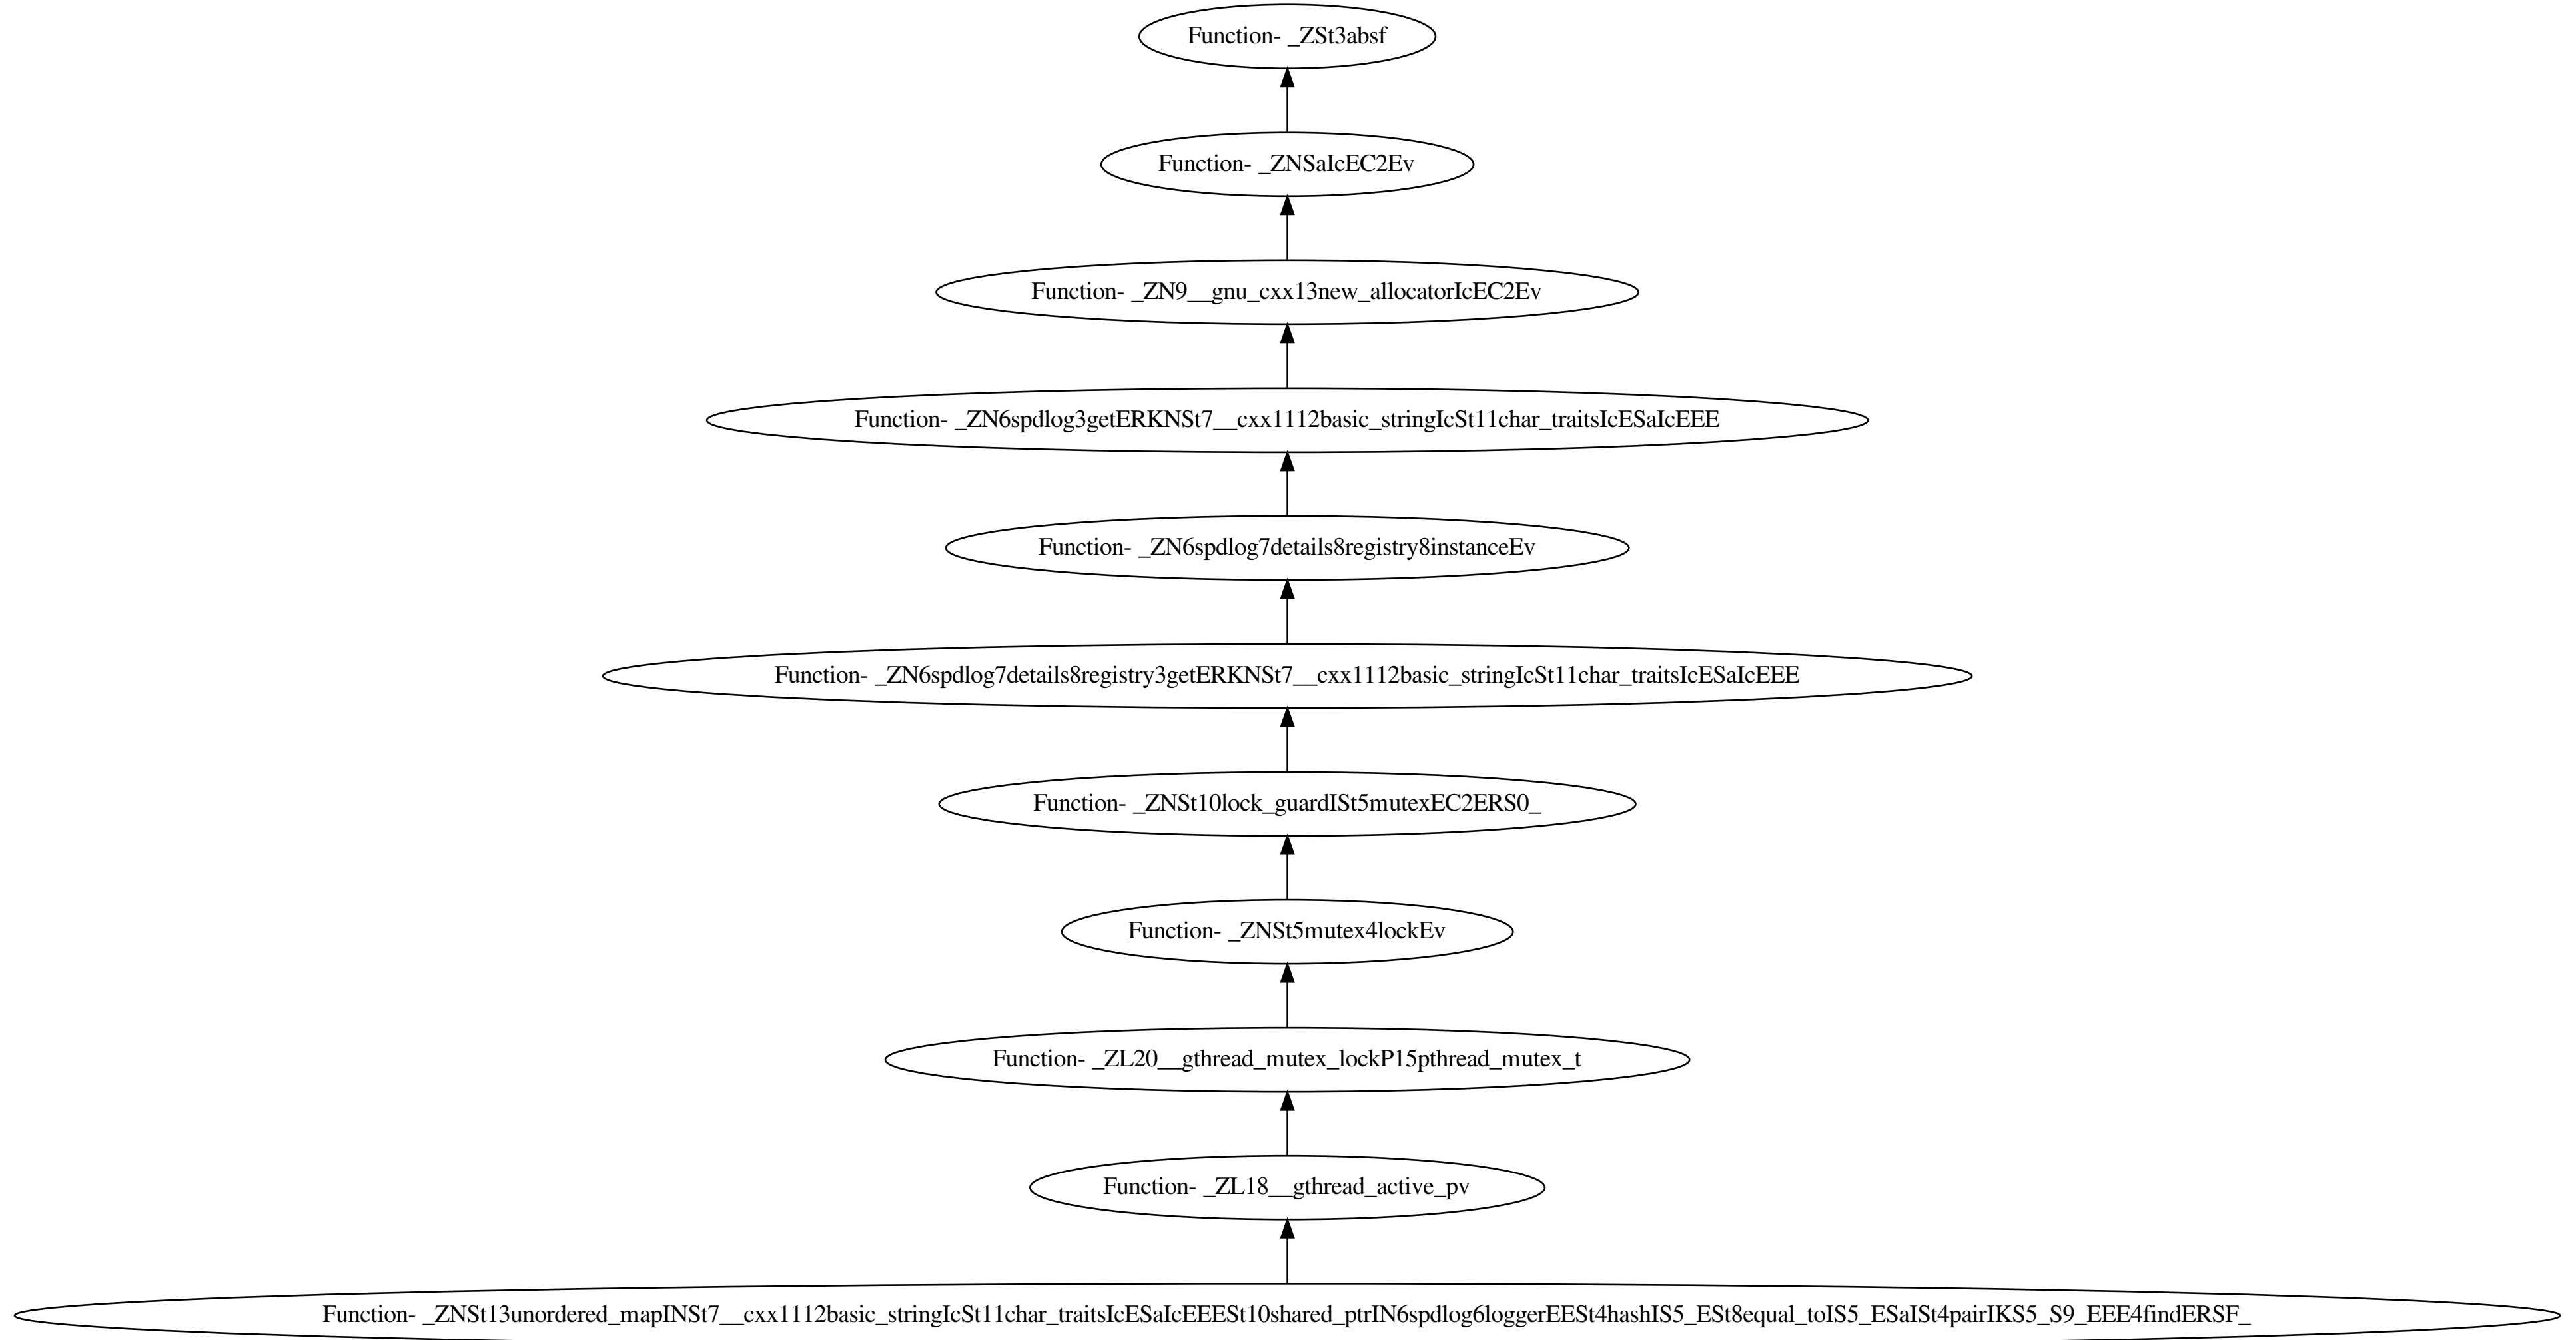 Function- _ZSt3absf
Function- _ZNSaIcEC2Ev
Function- _ZN9__gnu_cxx13new_allocatorIcEC2Ev
Function- _ZN6spdlog3getERKNSt7__cxx1112basic_stringIcSt11char_traitsIcESaIcEEE
Function- _ZN6spdlog7details8registry8instanceEv
Function- _ZN6spdlog7details8registry3getERKNSt7__cxx1112basic_stringIcSt11char_traitsIcESaIcEEE
Function- _ZNSt10lock_guardISt5mutexEC2ERS0_
Function- _ZNSt5mutex4lockEv
Function- _ZL20__gthread_mutex_lockP15pthread_mutex_t
Function- _ZL18__gthread_active_pv
Function- _ZNSt13unordered_mapINSt7__cxx1112basic_stringIcSt11char_traitsIcESaIcEEESt10shared_ptrIN6spdlog6loggerEESt4hashIS5_ESt8equal_toIS5_ESaISt4pairIKS5_S9_EEE4findERSF_